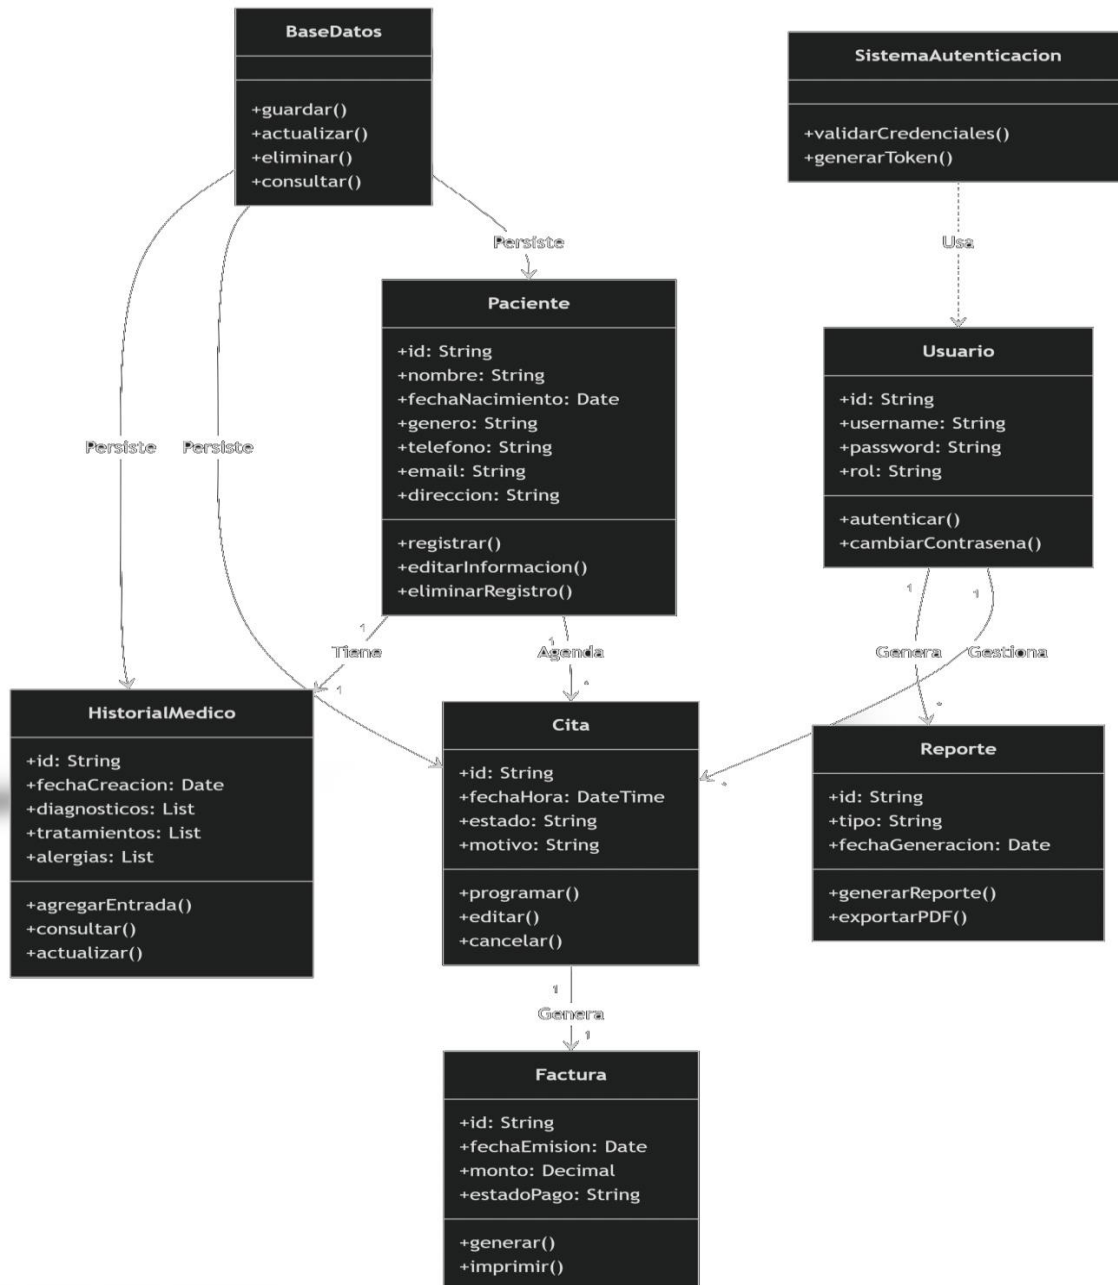 BaseDatos
+guardar()
+actualizar()
+eliminar()
+consultar()
SistemaAutenticacion
+validarCredenciales()
+generarToken()
Persiste
Usa
Paciente
+id: String
+nombre: String
+fechaNacimiento: Date
+genero: String
+telefono: String
+email: String
+direccion: String
+registrar()
+editarInformacion()
+eliminarRegistro()
Usuario
+id: String
+username: String
+password: String
+rol: String
+autenticar()
+cambiarContrasena()
Persiste
Persiste
1
Tiene
1
1
Agenda
*
1
Genera
*
1
Gestiona
*
HistorialMedico
+id: String
+fechaCreacion: Date
+diagnosticos: List
+tratamientos: List
+alergias: List
+agregarEntrada()
+consultar()
+actualizar()
Cita
+id: String
+fechaHora: DateTime
+estado: String
+motivo: String
+programar()
+editar()
+cancelar()
Reporte
+id: String
+tipo: String
+fechaGeneracion: Date
+generarReporte()
+exportarPDF()
1
Genera
1
Factura
+id: String
+fechaEmision: Date
+monto: Decimal
+estadoPago: String
+generar()
+imprimir()